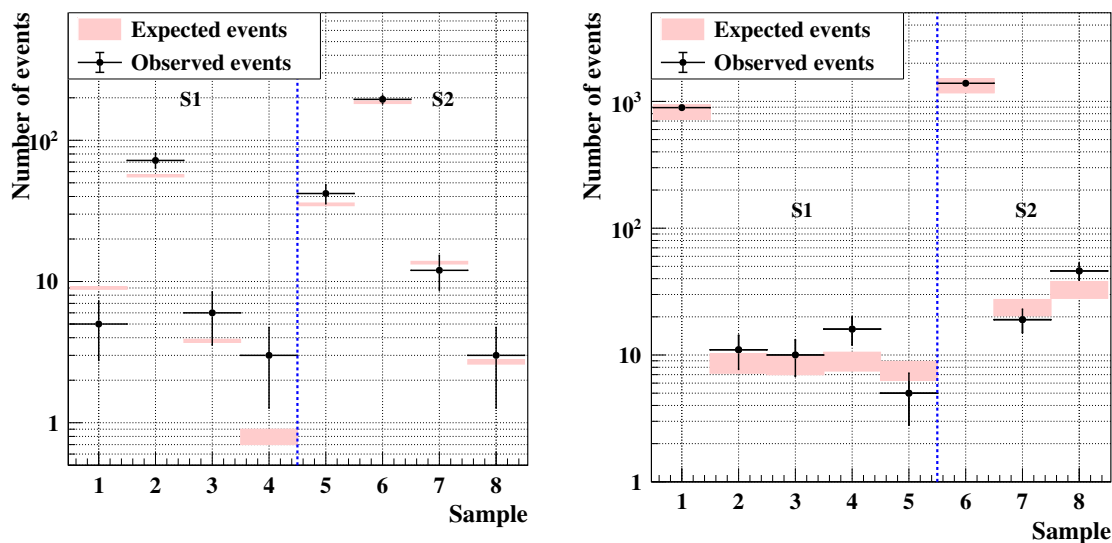 Number of events
Expected events
Observed events
S1
S2
10²
10
1
1 2 3 4 5 6 7 8
Sample
Number of events
Expected events
Observed events
S1
S2
10³
10²
10
1
1 2 3 4 5 6 7 8
Sample